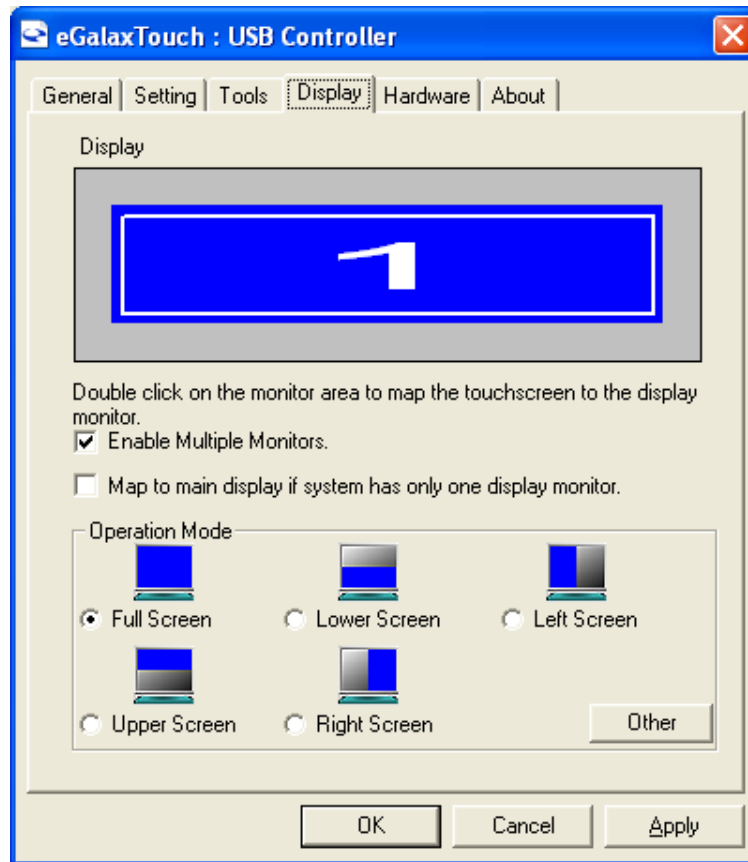 eGalaxTouch : USB Controller
General Setting Tools Display Hardware About
Display
1
Double click on the monitor area to map the touchscreen to the display
monitor.
Enable Multiple Monitors.
Map to main display if system has only one display monitor.
Operation Mode
Full Screen Lower Screen Left Screen
Upper Screen Right Screen Other
OK Cancel Apply